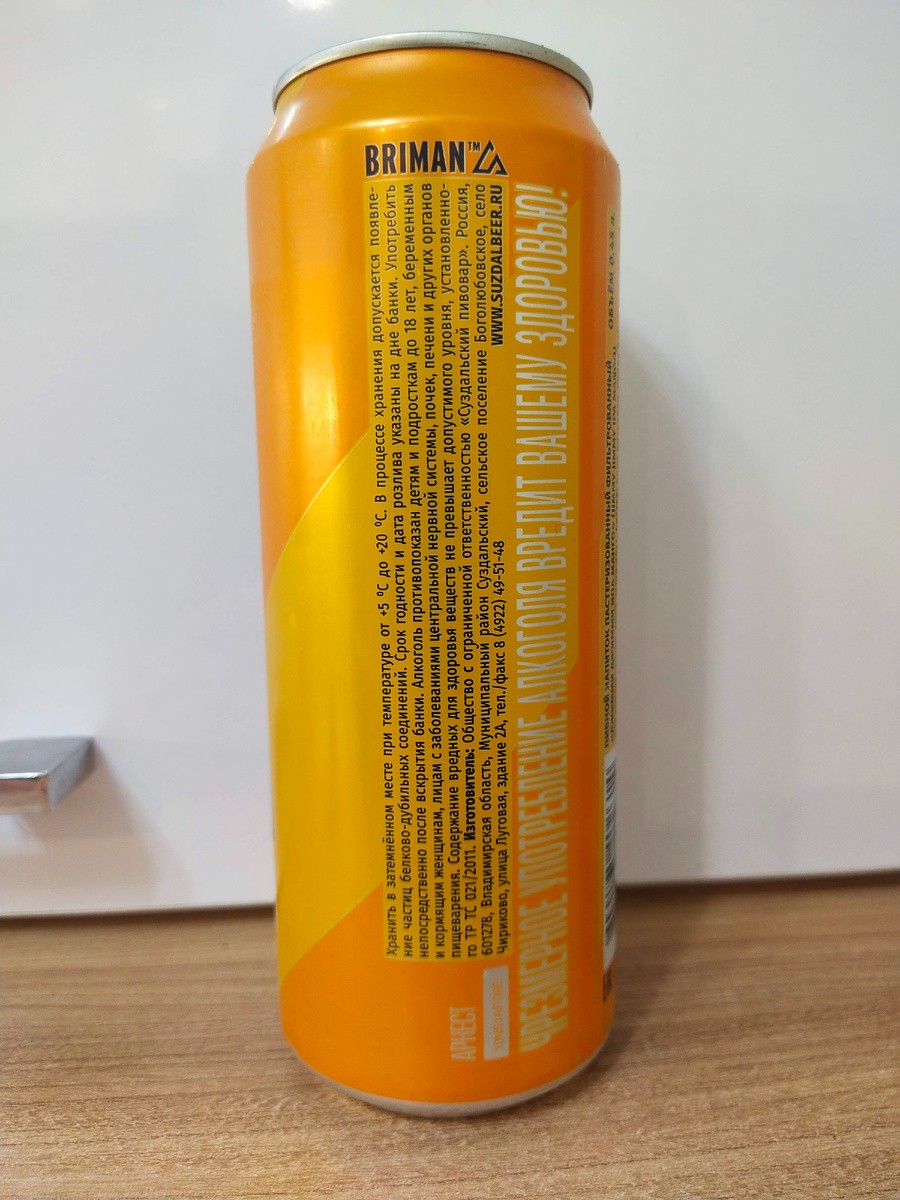 BRIMAN™
Хранить в затемнённом месте при температуре от +5 °C до +20 °C. В процессе хранения допускается появле-
ние частиц белково-дубильных соединений. Срок годности и дата розлива указаны на дне банки. Употребить
непосредственно после вскрытия банки. Алкоголь противопоказан детям и подросткам до 18 лет, беременным
и кормящим женщинам, лицам с заболеваниями центральной нервной системы, почек, печени и других органов
пищеварения. Содержание вредных для здоровья веществ не превышает допустимого уровня, установленно-
го ТР ТС 021/2011. Изготовитель: Общество с ограниченной ответственностью «Суздальский пивовар». Россия,
601278, Владимирская область, Муниципальный район Суздальский, сельское поселение Боголюбовское, село
Чириково, улица Луговая, здание 2А, тел./факс 8 (4922) 49-51-48 WWW.SUZDALBEER.RU
АРНЕСТ
ЧРЕЗМЕРНОЕ УПОТРЕБЛЕНИЕ АЛКОГОЛЯ ВРЕДИТ ВАШЕМУ ЗДОРОВЬЮ!
ПИВНОЙ НАПИТОК ПАСТЕРИЗОВАННЫЙ ФИЛЬТРОВАННЫЙ ОБЪЁМ 0,45 л